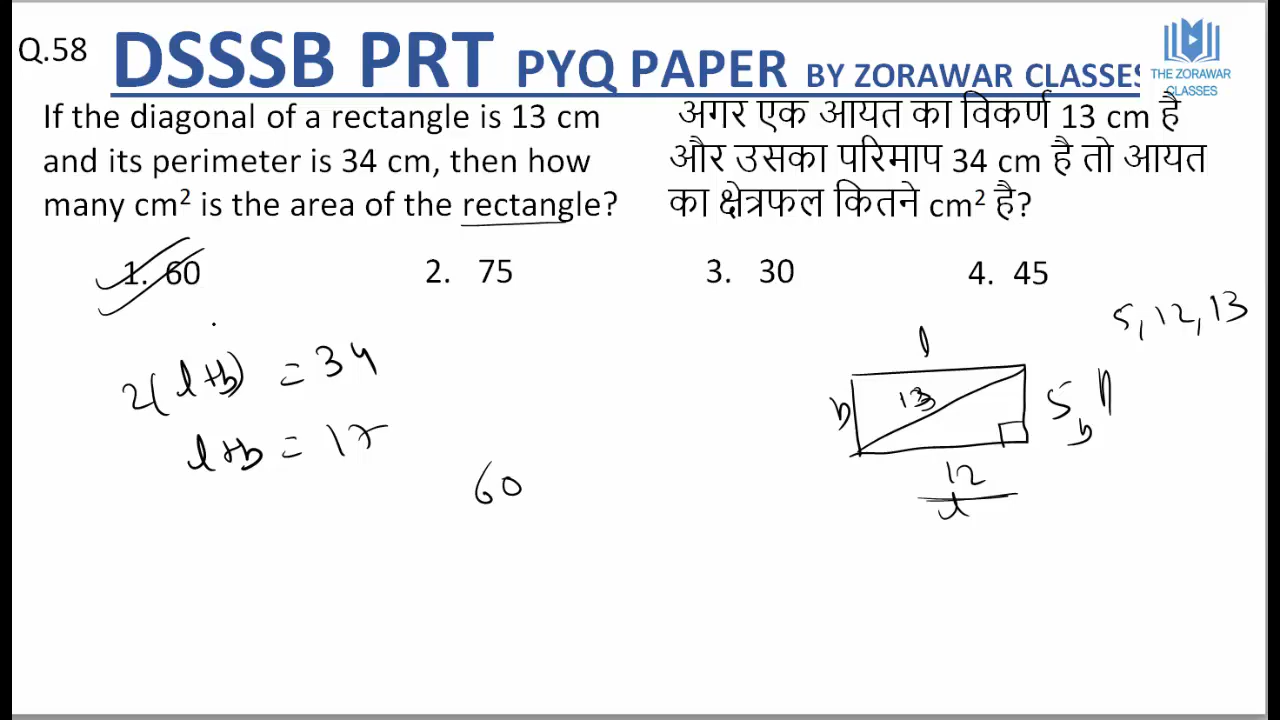 Q.58
DSSSB PRT PYQ PAPER BY ZORAWAR CLASSES
THE ZORAWAR
CLASSES
If the diagonal of a rectangle is 13 cm
and its perimeter is 34 cm, then how
many cm² is the area of the rectangle?
अगर एक आयत का विकर्ण 13 cm है
और उसका परिमाप 34 cm है तो आयत
का क्षेत्रफल कितने cm² है?
1. 60
2. 75
3. 30
4. 45
5, 12, 13
2(l+b) = 34
l+b = 17
60
l
b
13
5
b
12
l